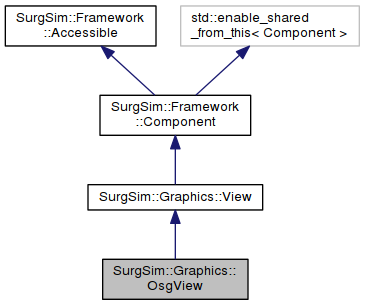 SurgSim::Framework
::Accessible
std::enable_shared
_from_this< Component >
SurgSim::Framework
::Component
SurgSim::Graphics::View
SurgSim::Graphics::
OsgView